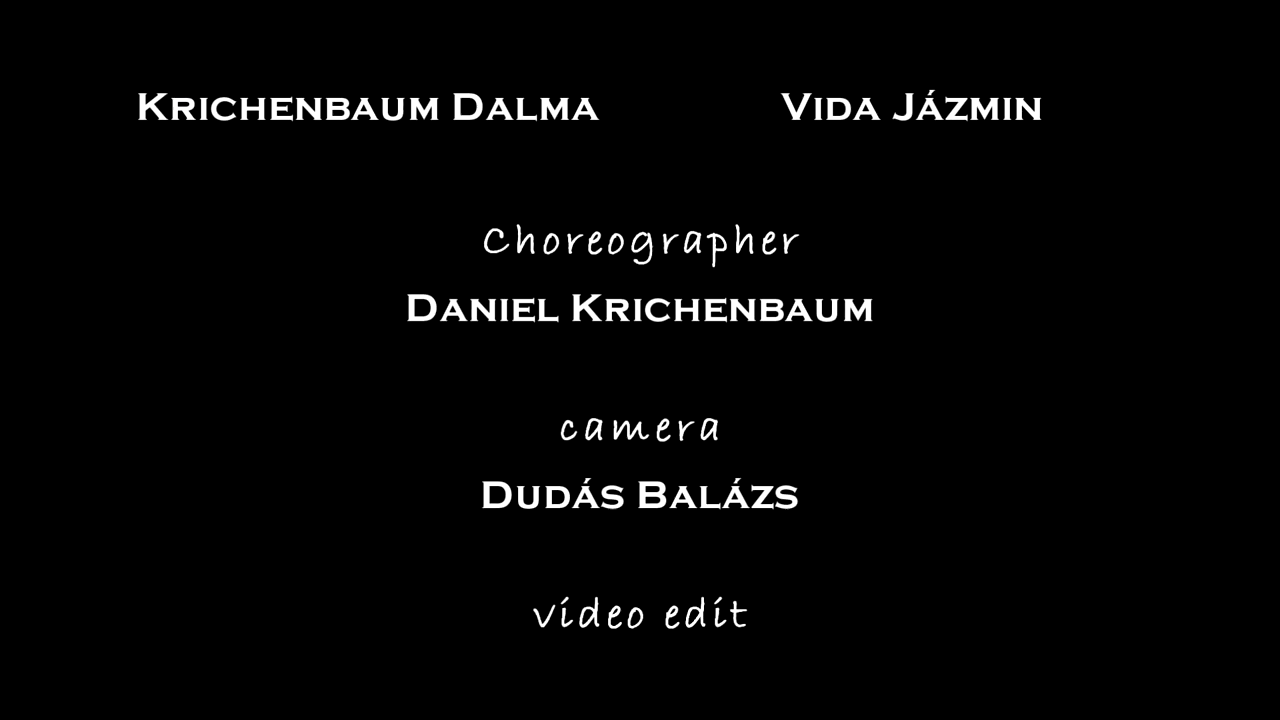 Krichenbaum Dalma Vida Jázmin
Choreographer
Daniel Krichenbaum
camera
Dudás Balázs
video edit